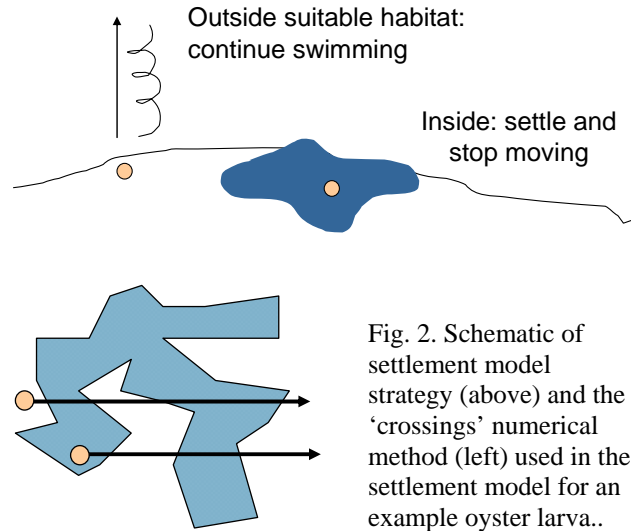 Outside suitable habitat:
continue swimming
Inside: settle and
stop moving
Fig. 2. Schematic of
settlement model
strategy (above) and the
‘crossings’ numerical
method (left) used in the
settlement model for an
example oyster larva..